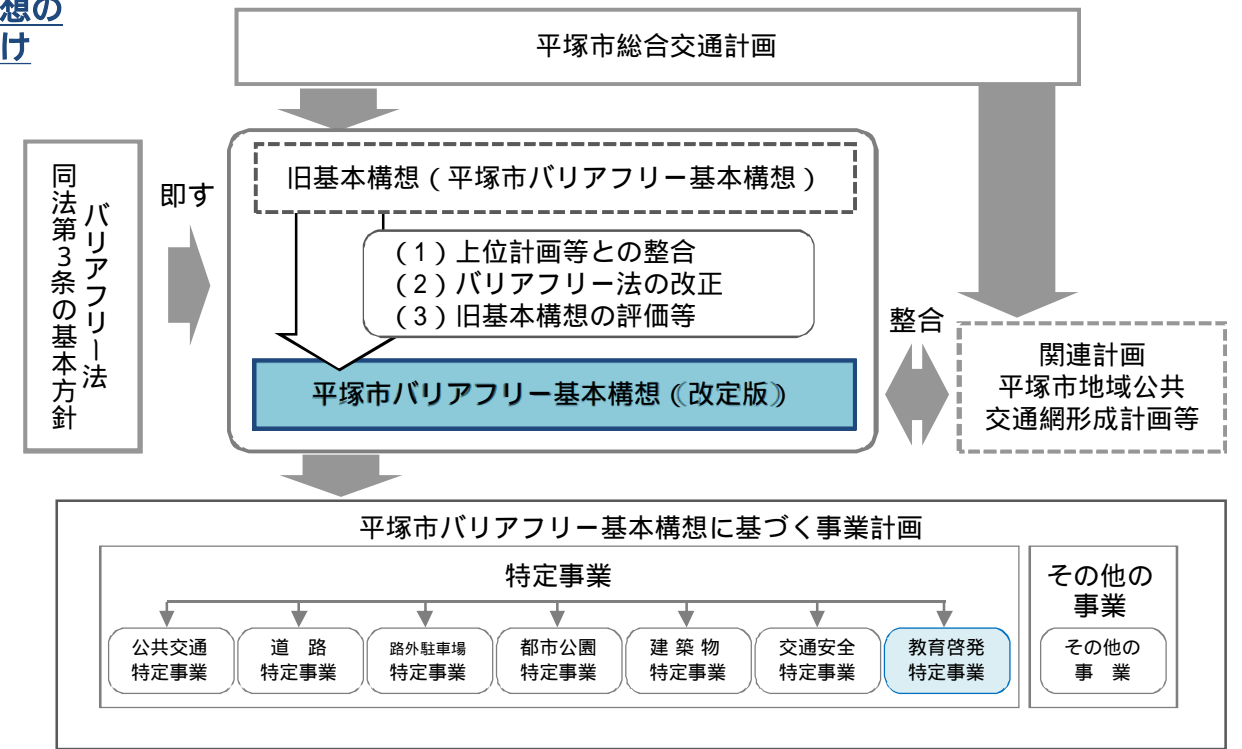 想の
け
平塚市総合交通計画
バリアフリー法
同法第3条の基本方針
即す
旧基本構想（平塚市バリアフリー基本構想）
（1）上位計画等との整合
（2）バリアフリー法の改正
（3）旧基本構想の評価等
平塚市バリアフリー基本構想（改定版）
整合
関連計画
平塚市地域公共
交通網形成計画等
平塚市バリアフリー基本構想に基づく事業計画
特定事業
公共交通
特定事業
道　路
特定事業
路外駐車場
特定事業
都市公園
特定事業
建 築 物
特定事業
交通安全
特定事業
教育啓発
特定事業
その他の
事業
その他の
事　業